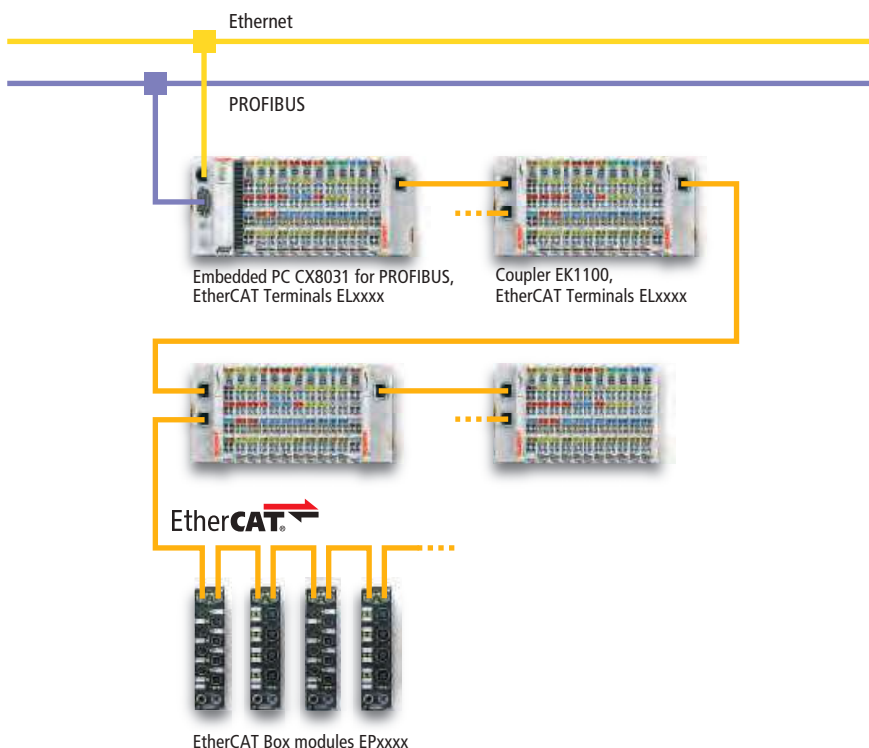 Ethernet
PROFIBUS
Embedded PC CX8031 for PROFIBUS,
EtherCAT Terminals ELxxxx
Coupler EK1100,
EtherCAT Terminals ELxxxx
EtherCAT®
EtherCAT Box modules EPxxxx